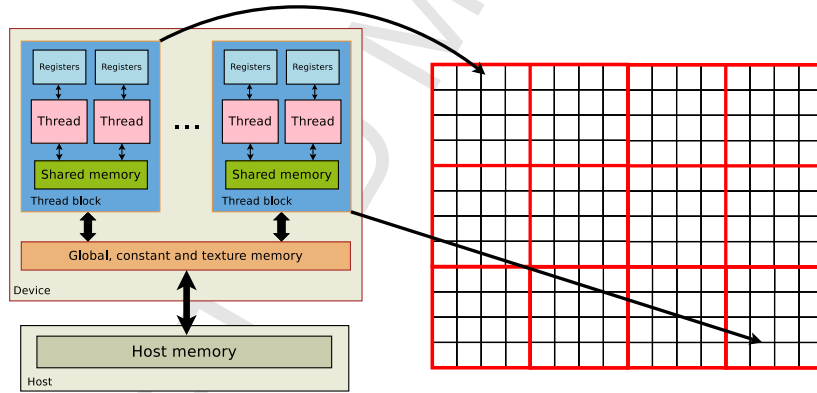 Registers
Registers
Registers
Registers
Thread
Thread
...
Thread
Thread
Shared memory
Shared memory
Thread block
Thread block
Global, constant and texture memory
Device
Host memory
Host